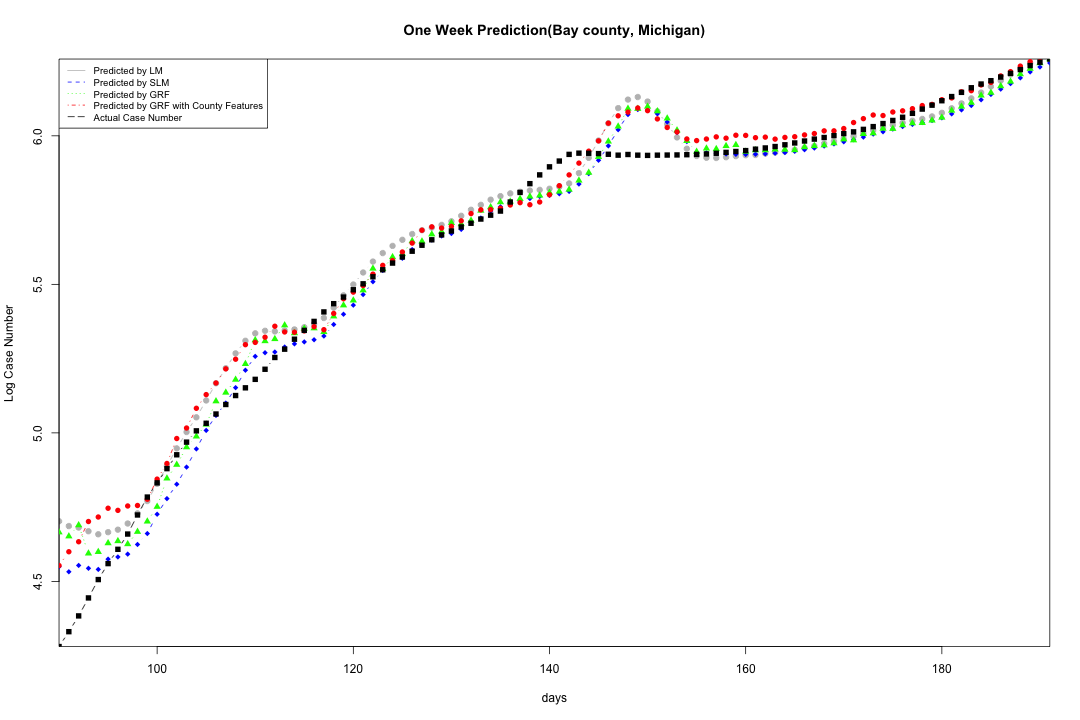 One Week Prediction(Bay county, Michigan)
Predicted by LM
Predicted by SLM
Predicted by GRF
Predicted by GRF with County Features
Actual Case Number
6.0
5.5
5.0
4.5
Log Case Number
100 120 140 160 180
days